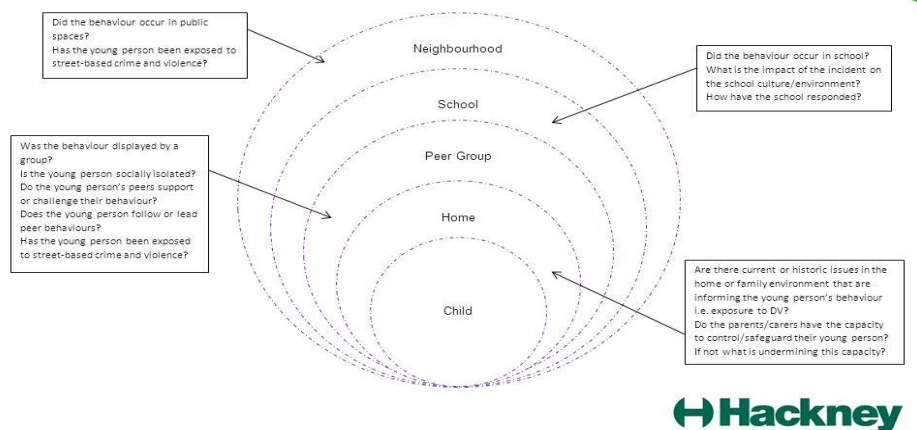 Did the behaviour occur in public
spaces?
Has the young person been exposed to
street-based crime and violence?
Neighbourhood
Did the behaviour occur in school?
What is the impact of the incident on
the school culture/environment?
How have the school responded?
School
Was the behaviour displayed by a
group?
Is the young person socially isolated?
Do the young person's peers support
or challenge their behaviour?
Does the young person follow or lead
peer behaviours?
Has the young person been exposed
to street-based crime and violence?
Peer Group
Home
Are there current or historic issues in the
home or family environment that are
informing the young person's behaviour
i.e. exposure to DV?
Do the parents/carers have the capacity
to control/safeguard their young person?
If not what is undermining this capacity?
Child
Hackney